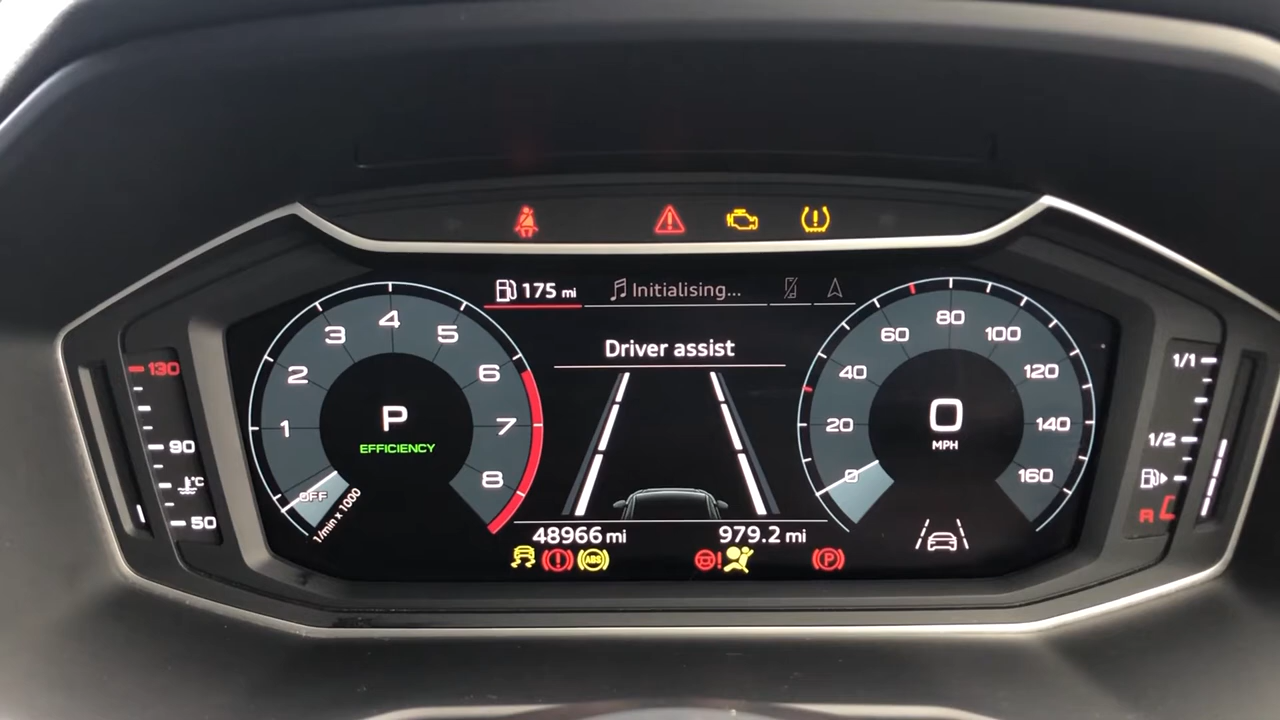 175 mi
Initialising...
Driver assist
1
2
3
4
5
6
7
8
P
EFFICIENCY
OFF
1/min x 1000
0
20
40
60
80
100
120
140
160
0
MPH
130
90
°C
50
1/1
1/2
R
48966 mi
979.2 mi
ABS
P